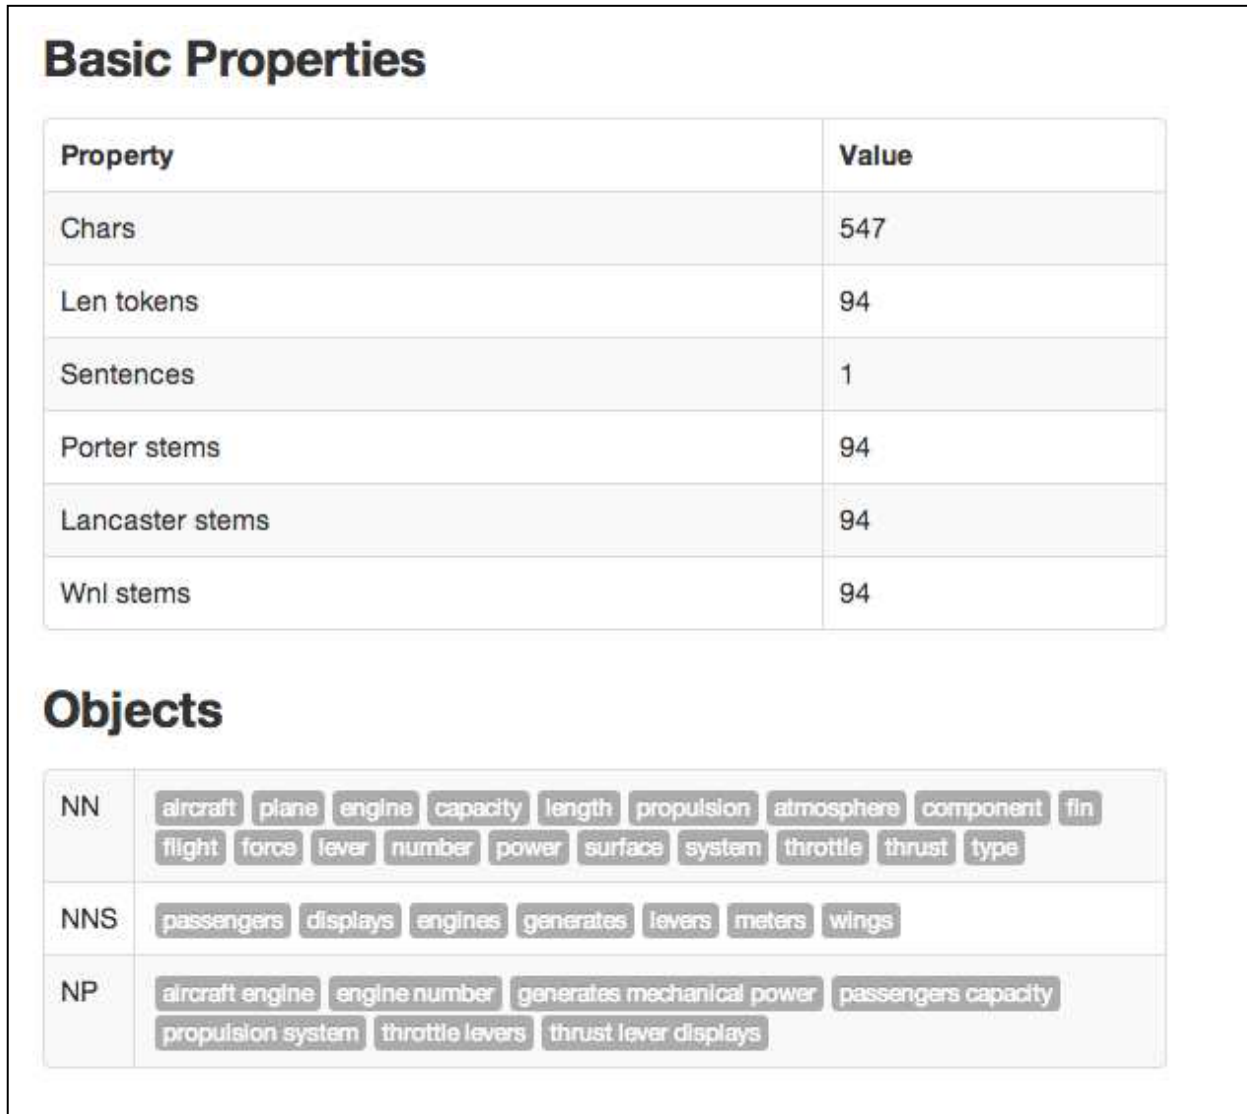 Basic Properties
Property Value
Chars 547
Len tokens 94
Sentences 1
Porter stems 94
Lancaster stems 94
Wnl stems 94
Objects
NN aircraft plane engine capacity length propulsion atmosphere component fin
flight force lever number power surface system throttle thrust type
NNS passengers displays engines generates levers meters wings
NP aircraft engine engine number generates mechanical power passengers capacity
propulsion system throttle levers thrust lever displays